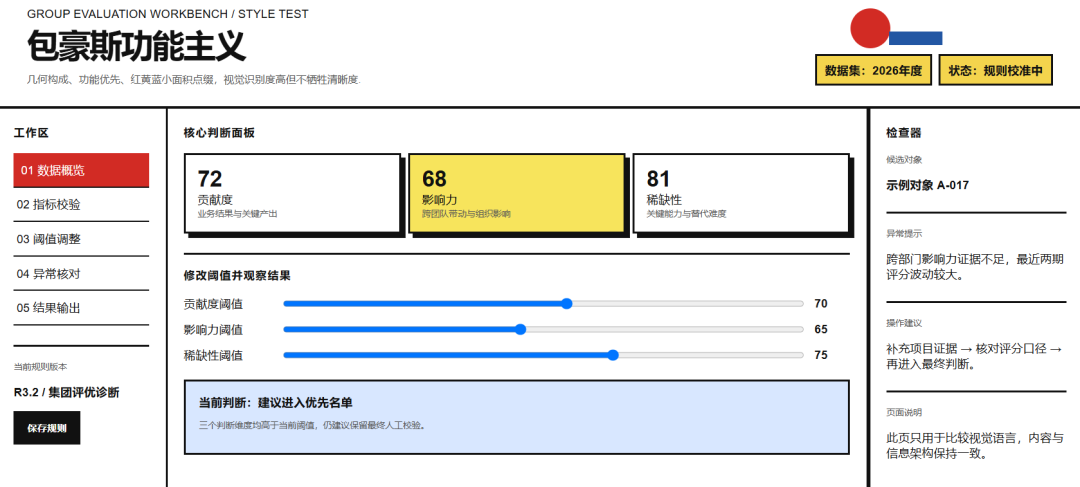 GROUP EVALUATION WORKBENCH / STYLE TEST
包豪斯功能主义
几何构成、功能优先、红黄蓝小面积点缀，视觉识别度高但不牺牲清晰度.
数据集：2026年度
状态：规则校准中
工作区
01 数据概览
02 指标校验
03 阈值调整
04 异常核对
05 结果输出
当前规则版本
R3.2 / 集团评优诊断
保存规则
核心判断面板
72
贡献度
业务结果与关键产出
68
影响力
跨团队带动与组织影响
81
稀缺性
关键能力与替代难度
修改阈值并观察结果
贡献度阈值 70
影响力阈值 65
稀缺性阈值 75
当前判断：建议进入优先名单
三个判断维度均高于当前阈值，仍建议保留最终人工校验。
检查器
候选对象
示例对象 A-017
异常提示
跨部门影响力证据不足，最近两期
评分波动较大。
操作建议
补充项目证据 → 核对评分口径 →
再进入最终判断。
页面说明
此页只用于比较视觉语言，内容与
信息架构保持一致。